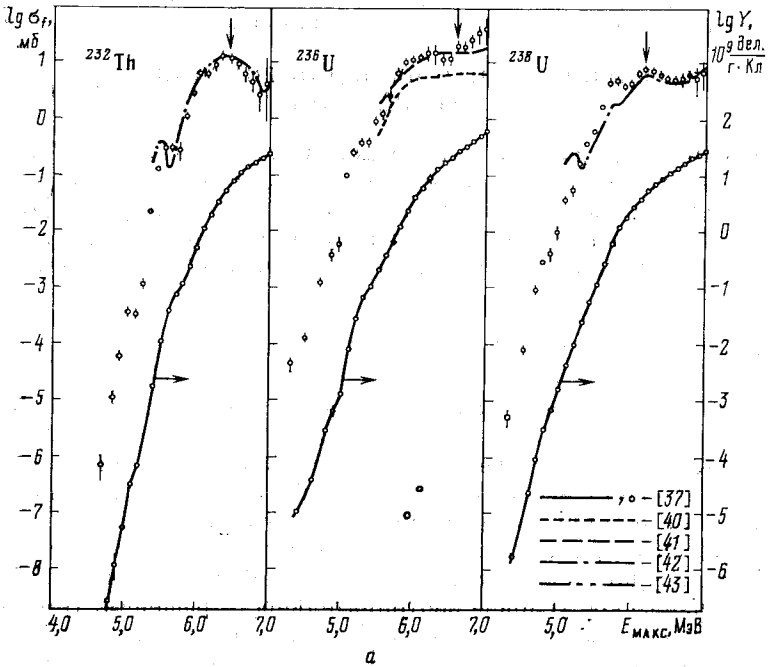 lg σf, мб
lg Y, 10⁹ дел. / г·Кл
²³²Th
²³⁶U
²³⁸U
1
0
-1
-2
-3
-4
-5
-6
-7
-8
2
1
0
-1
-2
-3
-4
-5
-6
, o - [37]
- [40]
- [41]
- [42]
- [43]
4,0 5,0 6,0 7,0 5,0 6,0 7,0 5,0 Eмакс, МэВ
а